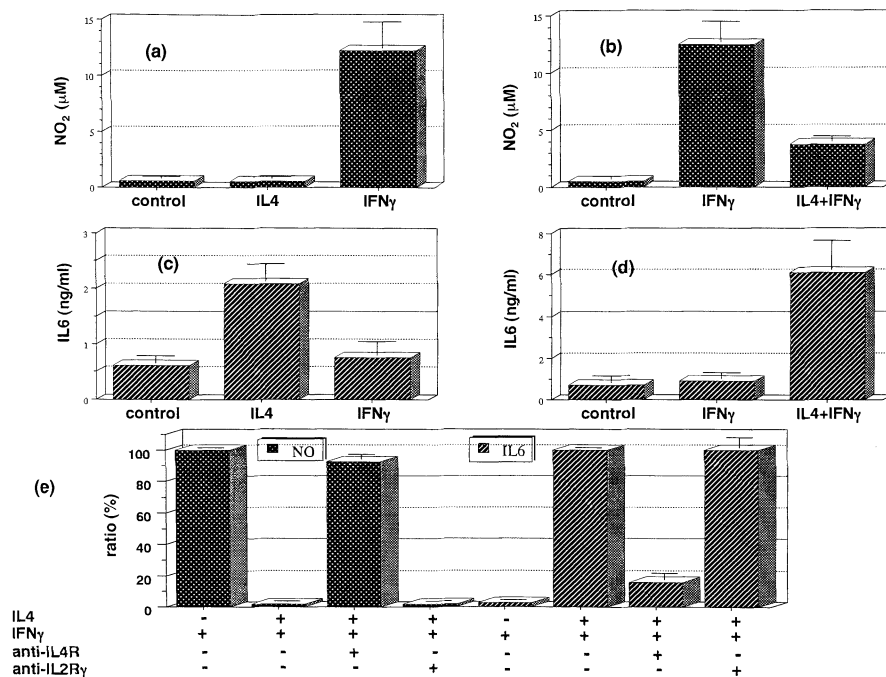 (a)
NO2 (μM)
15
10
5
0
control IL4 IFNγ
(b)
NO2 (μM)
15
10
5
0
control IFNγ IL4+IFNγ
(c)
IL6 (ng/ml)
3
2
1
0
control IL4 IFNγ
(d)
IL6 (ng/ml)
8
6
4
2
0
control IFNγ IL4+IFNγ
(e)
ratio (%)
NO IL6
100
80
60
40
20
0
IL4 - + + + - + + +
IFNγ + + + + + + + +
anti-IL4R - - + - - - + -
anti-IL2Rγ - - - + - - - +